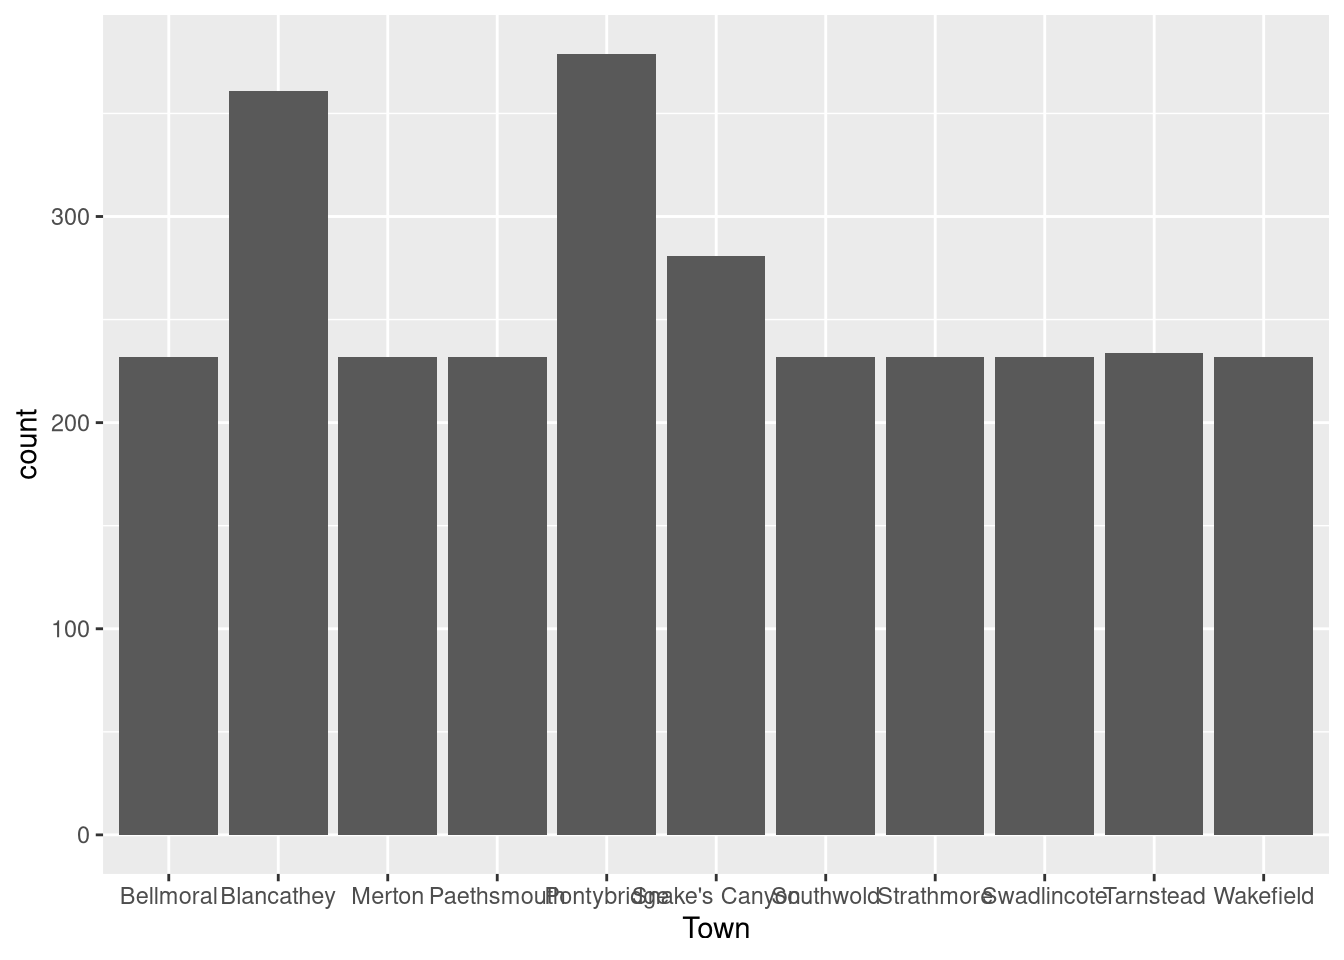 300
200
100
0
count
Bellmoral Blancathey Merton Paethsmouth Pontybridge Snake's Canyon Southwold Strathmore Swadlincote Tarnstead Wakefield
Town